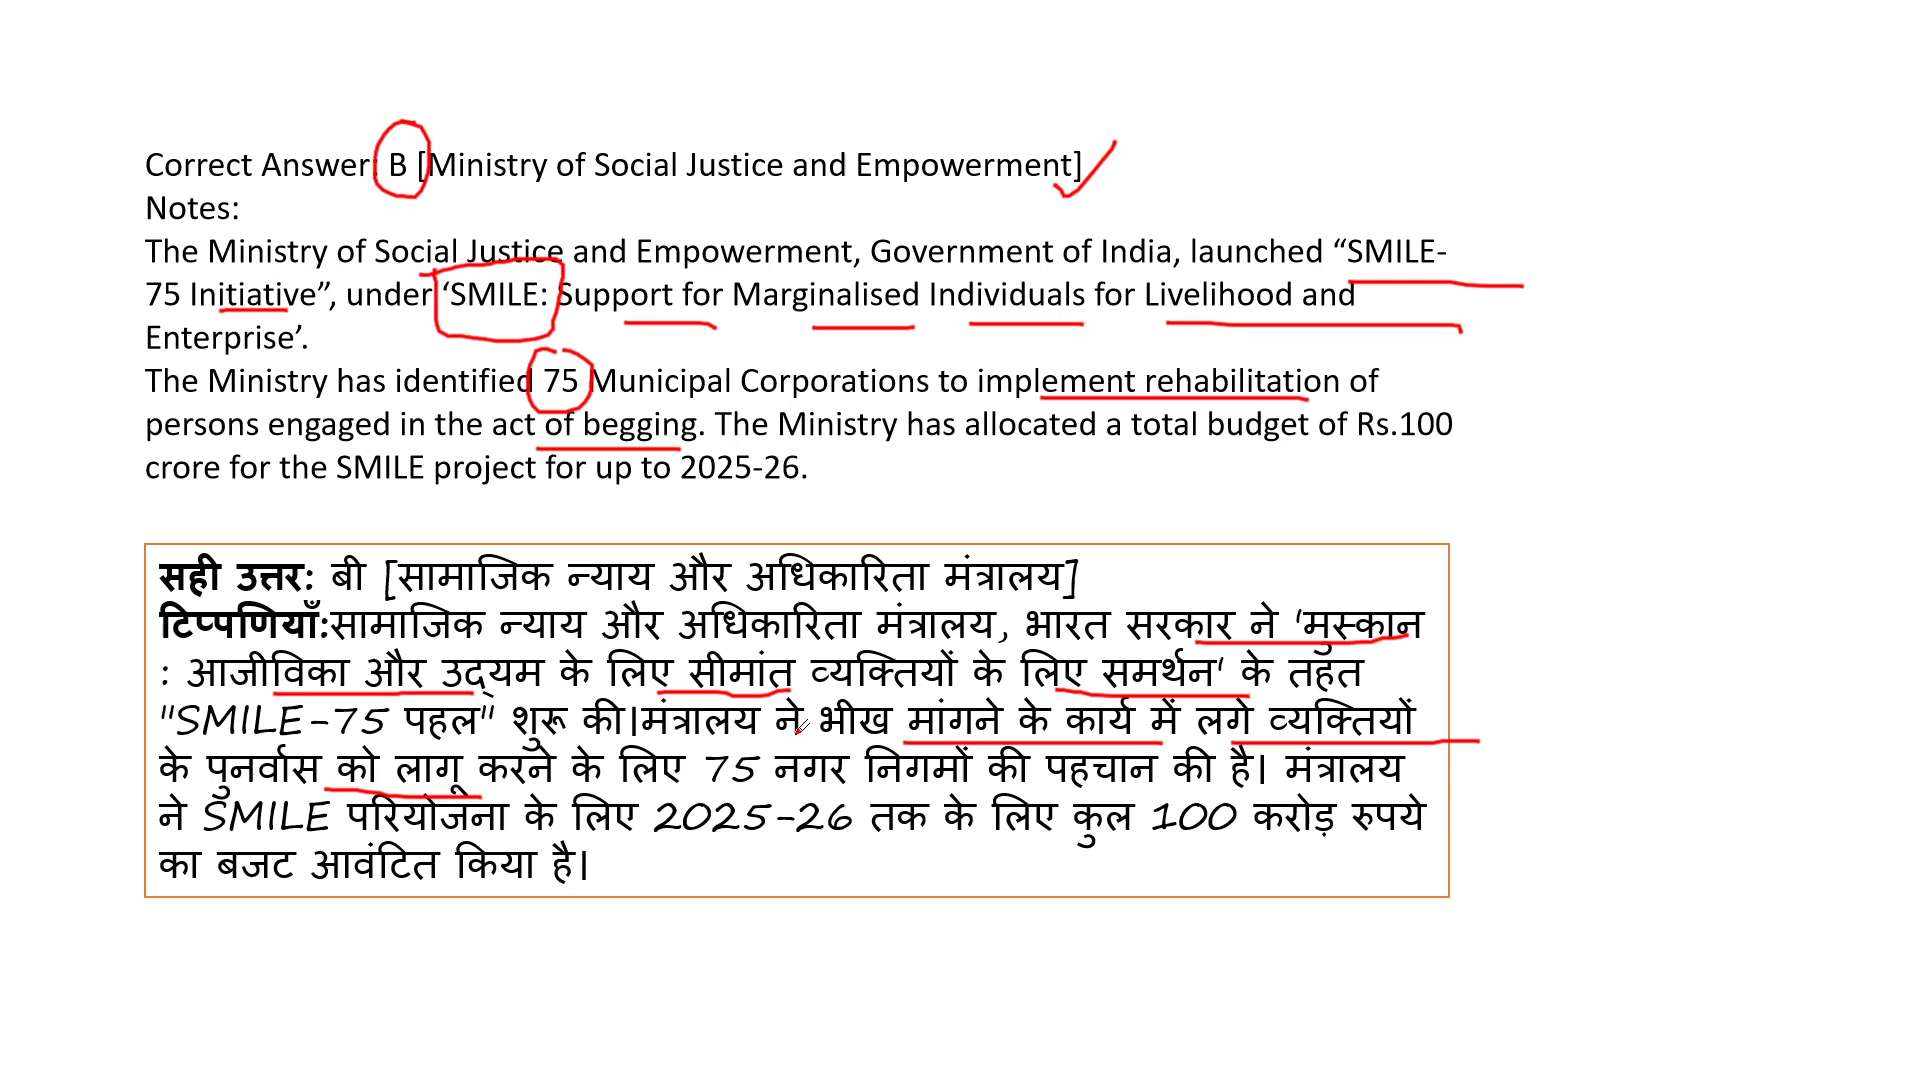 Correct Answer: B [Ministry of Social Justice and Empowerment]
Notes:
The Ministry of Social Justice and Empowerment, Government of India, launched “SMILE-
75 Initiative”, under ‘SMILE: Support for Marginalised Individuals for Livelihood and
Enterprise’.
The Ministry has identified 75 Municipal Corporations to implement rehabilitation of
persons engaged in the act of begging. The Ministry has allocated a total budget of Rs.100
crore for the SMILE project for up to 2025-26.
सही उत्तर: बी [सामाजिक न्याय और अधिकारिता मंत्रालय]
टिप्पणियाँ:सामाजिक न्याय और अधिकारिता मंत्रालय, भारत सरकार ने 'मुस्कान
: आजीविका और उद्यम के लिए सीमांत व्यक्तियों के लिए समर्थन' के तहत
"SMILE-75 पहल" शुरू की।मंत्रालय ने भीख मांगने के कार्य में लगे व्यक्तियों
के पुनर्वास को लागू करने के लिए 75 नगर निगमों की पहचान की है। मंत्रालय
ने SMILE परियोजना के लिए 2025-26 तक के लिए कुल 100 करोड़ रुपये
का बजट आवंटित किया है।